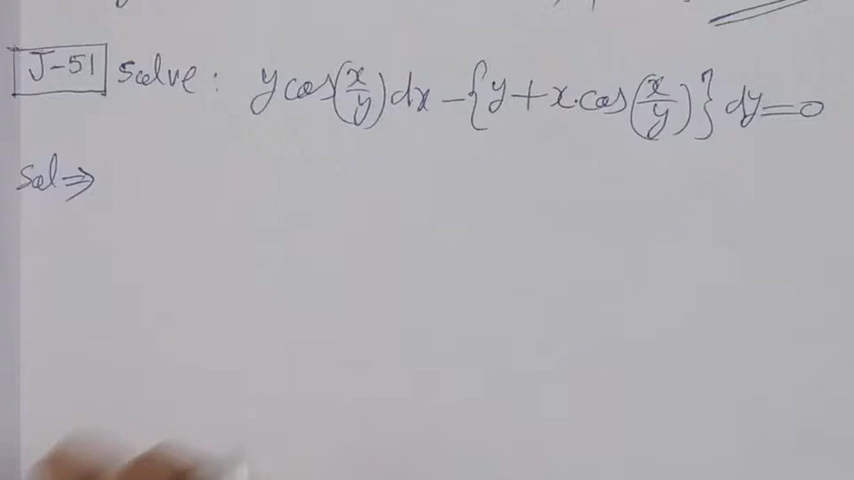 J-51 Solve: y cos(x/y)dx - {y + x.cos(x/y)} dy = 0
Sol ⇒